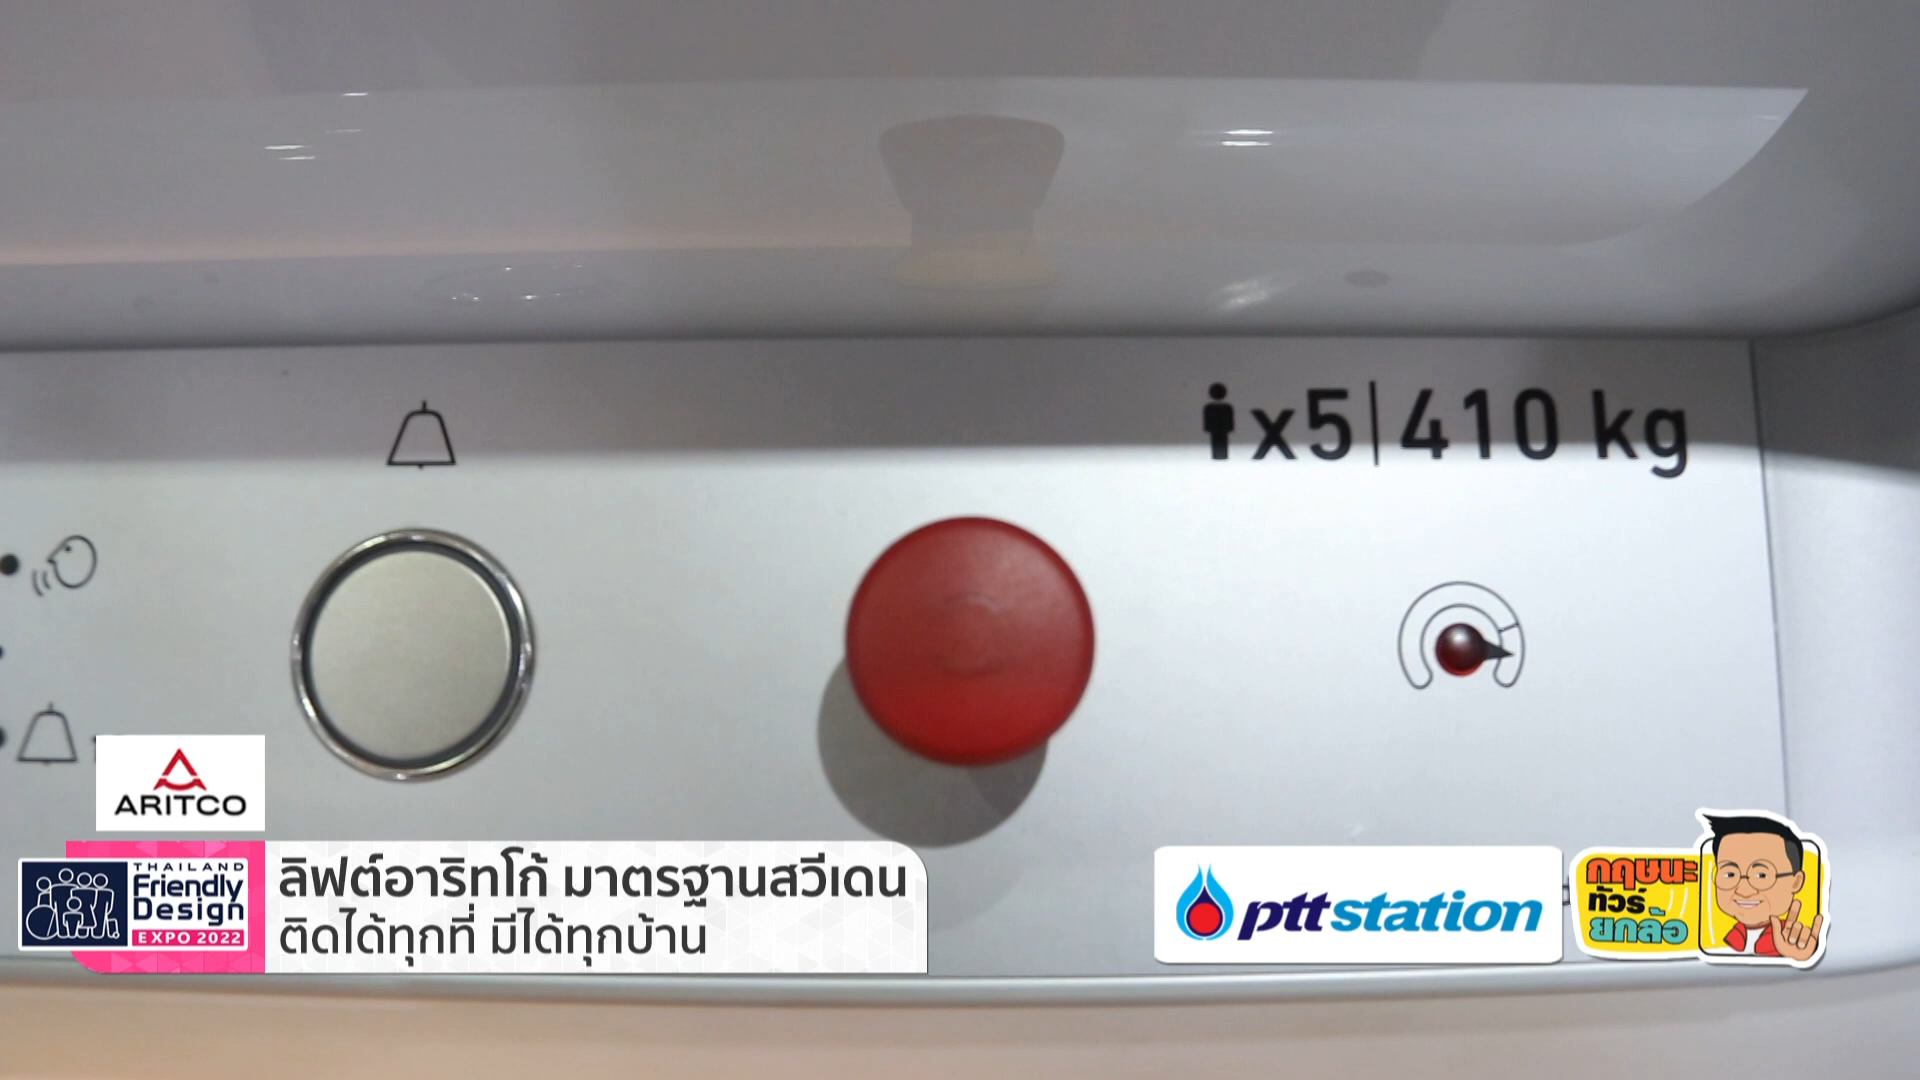 x5|410 kg
ARITCO
THAILAND
Friendly
Design
EXPO 2022
ลิฟต์อาริทโก้ มาตรฐานสวีเดน
ติดได้ทุกที่ มีได้ทุกบ้าน
ptt station
กฤษนะ
ทัวร์
ยกล้อ